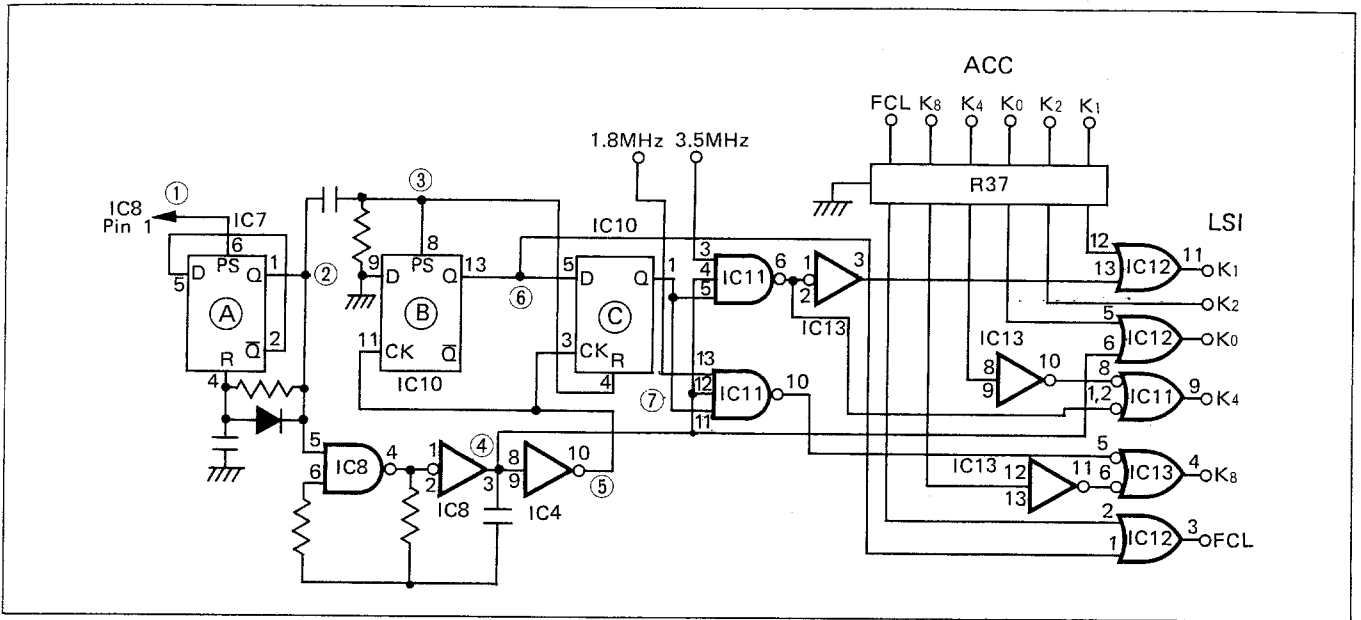 ACC
FCL K8 K4 K0 K2 K1
1.8MHz 3.5MHz
R37
LSI
①
IC8
Pin 1
IC7
6
PS
D
Q
1
5
②
Ⓐ
2
Q̅
R
4
③
8
9
D
PS
Q
13
⑥
Ⓑ
11
CK
Q̅
IC10
IC10
5
D
Q
1
Ⓒ
3
CK
R
4
3
4
5
IC11
6
1
2
3
IC13
13
12
11
IC11
10
⑦
12
13
IC12
11
K1
K2
5
6
IC12
K0
IC13
8
9
10
8
1,2
IC11
9
K4
IC13
12
13
11
5
6
IC13
4
K8
2
1
IC12
3
FCL
5
6
IC8
4
1
2
IC8
④
3
8
9
10
IC4
⑤